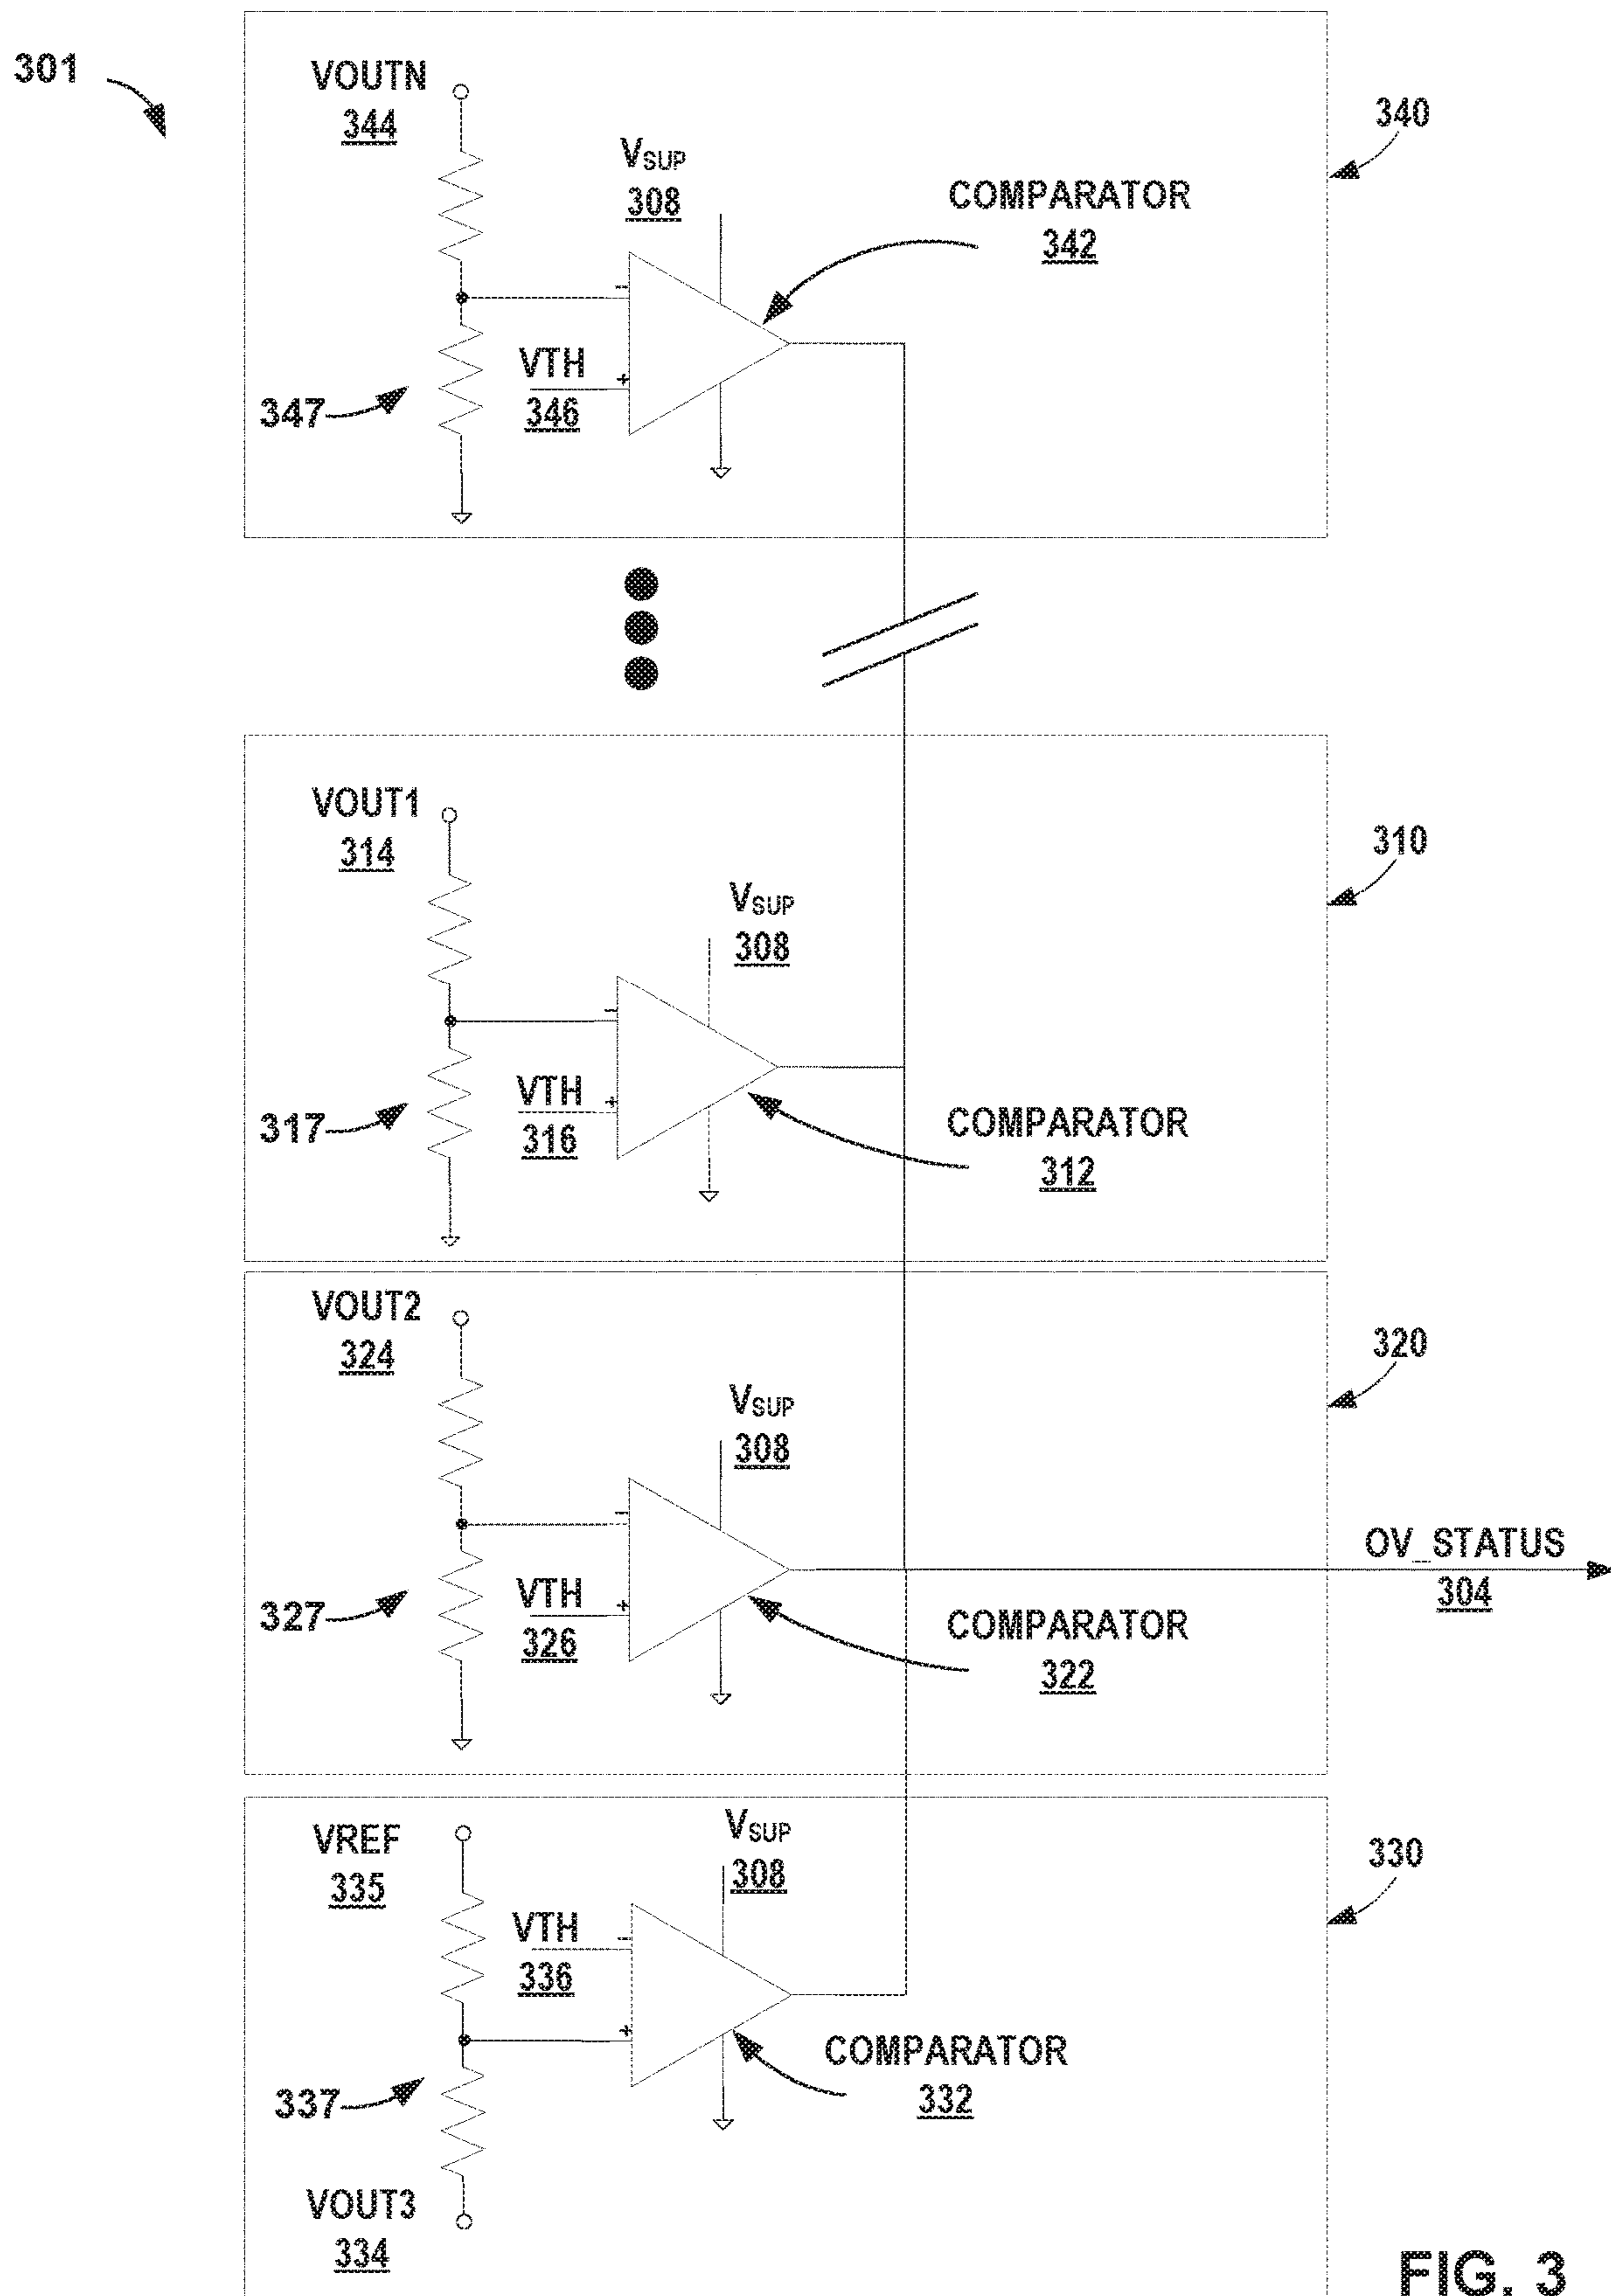 301
VOUTN
344
VSUP
308
COMPARATOR
342
340
-
VTH
346
+
347
VOUT1
314
VSUP
308
310
-
VTH
316
+
317
COMPARATOR
312
VOUT2
324
VSUP
308
320
-
VTH
326
+
327
COMPARATOR
322
OV_STATUS
304
VREF
335
VSUP
308
330
VTH
336
-
+
337
COMPARATOR
332
VOUT3
334
FIG. 3